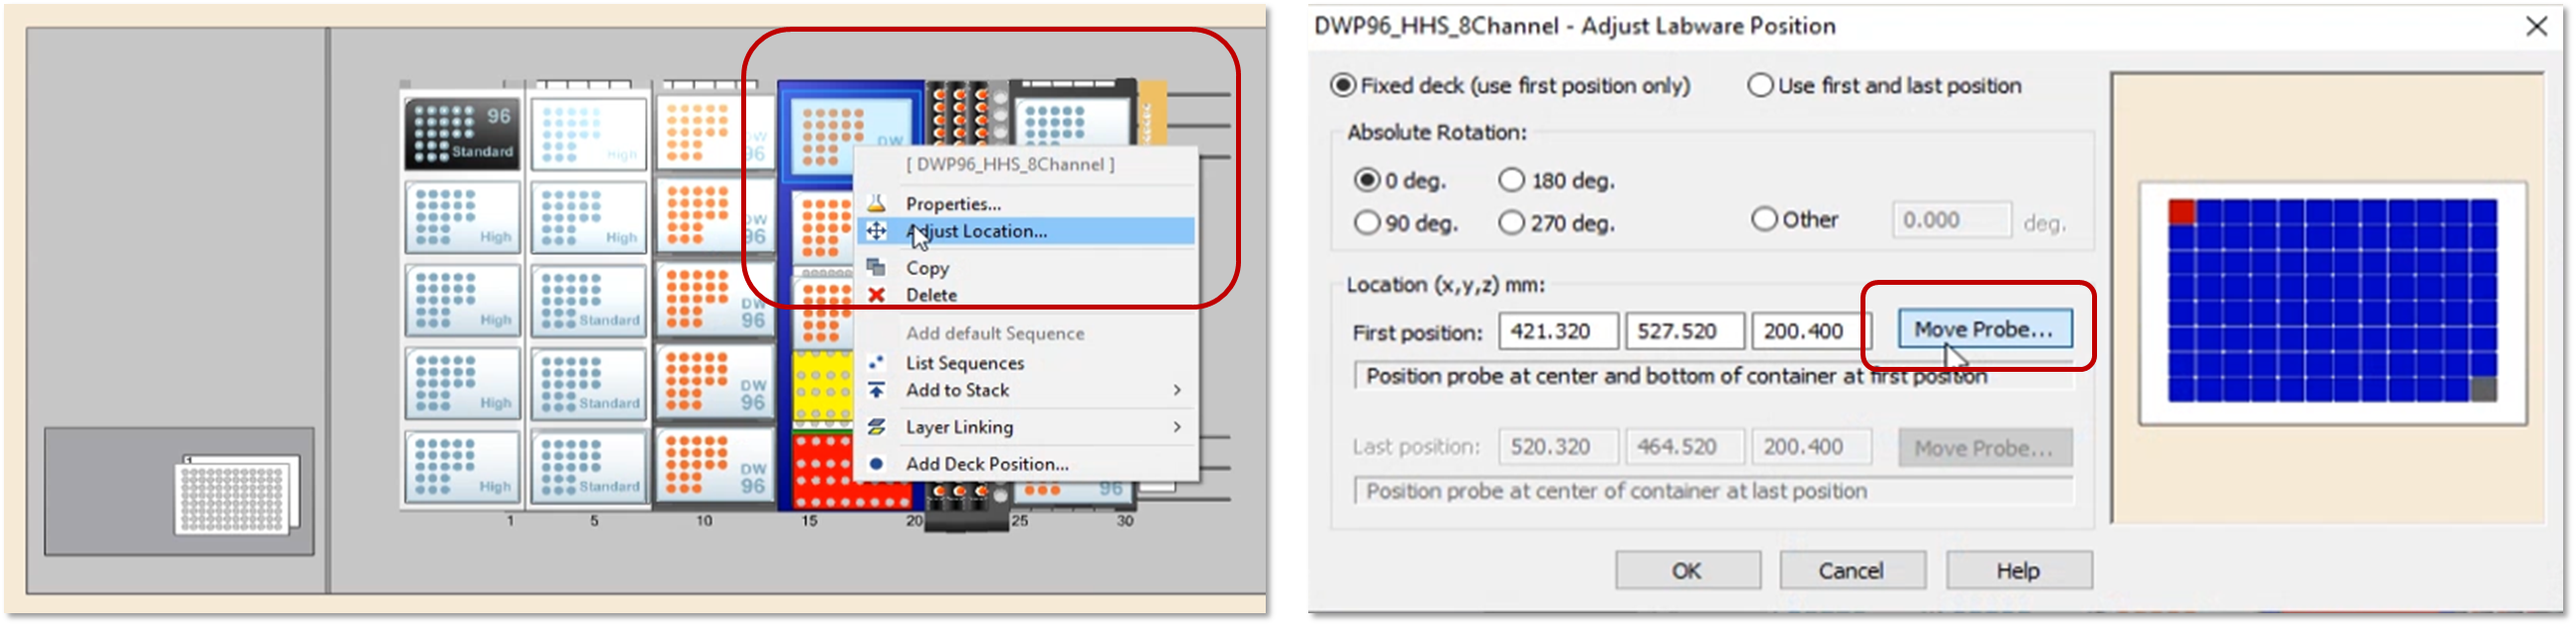 96
Standard
High
DW
96
DW
High
High
DW
96
High
Standard
DW
96
High
Standard
DW
96
High
Standard
DW
96
96
1
1 5 10 15 20 25 30
[ DWP96_HHS_8Channel ]
Properties...
Adjust Location...
Copy
Delete
Add default Sequence
List Sequences
Add to Stack
Layer Linking
Add Deck Position...
DWP96_HHS_8Channel - Adjust Labware Position
Fixed deck (use first position only) Use first and last position
Absolute Rotation:
0 deg. 180 deg.
90 deg. 270 deg. Other 0.000 deg.
Location (x,y,z) mm:
First position: 421.320 527.520 200.400 Move Probe...
Position probe at center and bottom of container at first position
Last position: 520.320 464.520 200.400 Move Probe...
Position probe at center of container at last position
OK Cancel Help